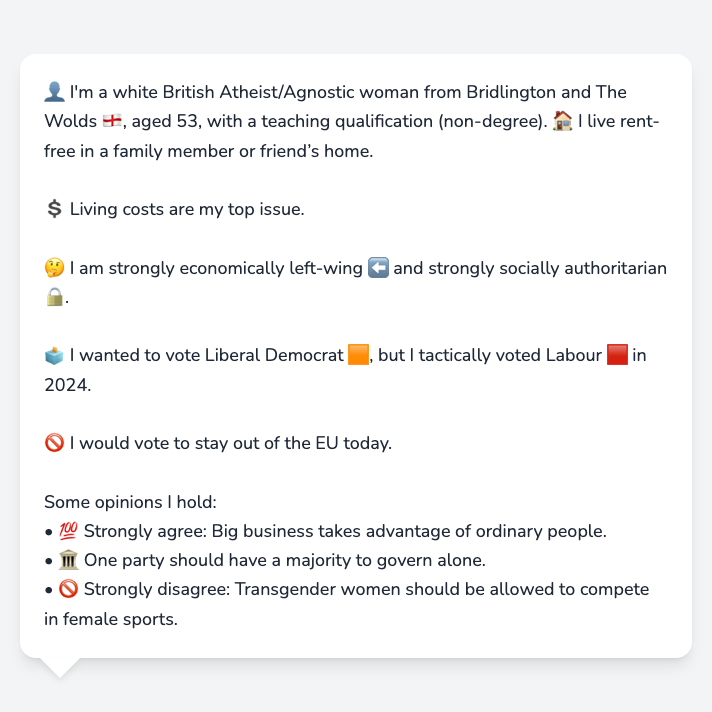 👤 I'm a white British Atheist/Agnostic woman from Bridlington and The
Wolds 🏴󠁧󠁢󠁥󠁮󠁧󠁿, aged 53, with a teaching qualification (non-degree). 🏠 I live rent-
free in a family member or friend’s home.
💲 Living costs are my top issue.
🤔 I am strongly economically left-wing ⬅️ and strongly socially authoritarian
🔒.
🗳️ I wanted to vote Liberal Democrat 🟧, but I tactically voted Labour 🟥 in
2024.
🚫 I would vote to stay out of the EU today.
Some opinions I hold:
• 💯 Strongly agree: Big business takes advantage of ordinary people.
• 🏛️ One party should have a majority to govern alone.
• 🚫 Strongly disagree: Transgender women should be allowed to compete
in female sports.